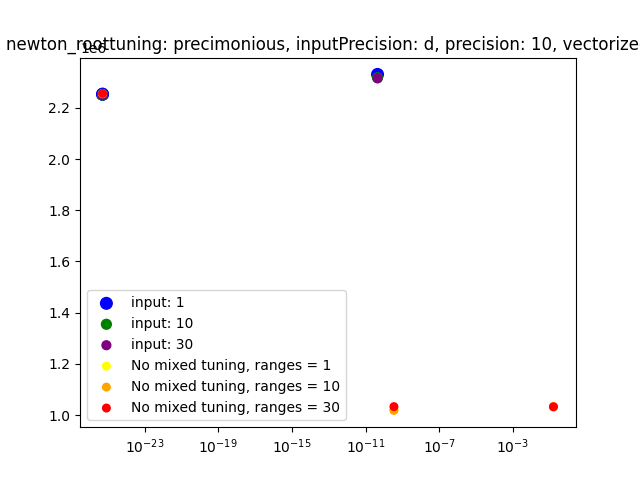 newton_roottuning: precimonious, inputPrecision: d, precision: 10, vectorize
1e6
2.2
2.0
1.8
1.6
1.4
1.2
1.0
input: 1
input: 10
input: 30
No mixed tuning, ranges = 1
No mixed tuning, ranges = 10
No mixed tuning, ranges = 30
10⁻²³ 10⁻¹⁹ 10⁻¹⁵ 10⁻¹¹ 10⁻⁷ 10⁻³